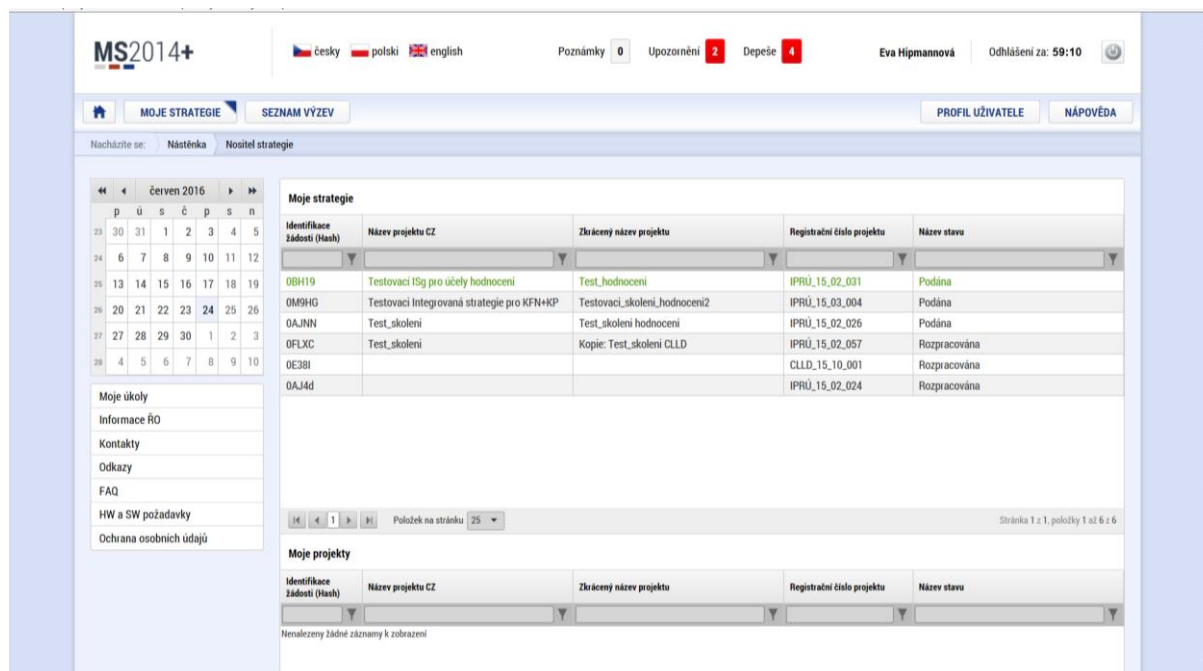 MS2014+ česky polski english Poznámky 0 Upozornění 2 Depeše 4 Eva Hipmannová Odhlášení za: 59:10
MOJE STRATEGIE SEZNAM VÝZEV PROFIL UŽIVATELE NÁPOVĚDA
Nacházíte se: Nástěnka Nositel strategie
červen 2016
p ú s č p s n
23 30 31 1 2 3 4 5
24 6 7 8 9 10 11 12
25 13 14 15 16 17 18 19
26 20 21 22 23 24 25 26
27 27 28 29 30 1 2 3
28 4 5 6 7 8 9 10
Moje úkoly
Informace ŘO
Kontakty
Odkazy
FAQ
HW a SW požadavky
Ochrana osobních údajů
Moje strategie
Identifikace žádosti (Hash) Název projektu CZ Zkrácený název projektu Registrační číslo projektu Název stavu
0BH19 Testovací ISg pro účely hodnocení Test_hodnoceni IPRÚ_15_02_031 Podána
0M9HG Testovací Integrovaná strategie pro KFN+KP Testovaci_skoleni_hodnoceni2 IPRÚ_15_03_004 Podána
0AJNN Test_skoleni Test_skoleni hodnoceni IPRÚ_15_02_026 Podána
0FLXC Test_skoleni Kopie: Test_skoleni CLLD IPRÚ_15_02_057 Rozpracována
0E38I CLLD_15_10_001 Rozpracována
0AJ4d IPRÚ_15_02_024 Rozpracována
1 Položek na stránku 25 Stránka 1 z 1, položky 1 až 6 z 6
Moje projekty
Identifikace žádosti (Hash) Název projektu CZ Zkrácený název projektu Registrační číslo projektu Název stavu
Nenalezeny žádné záznamy k zobrazení